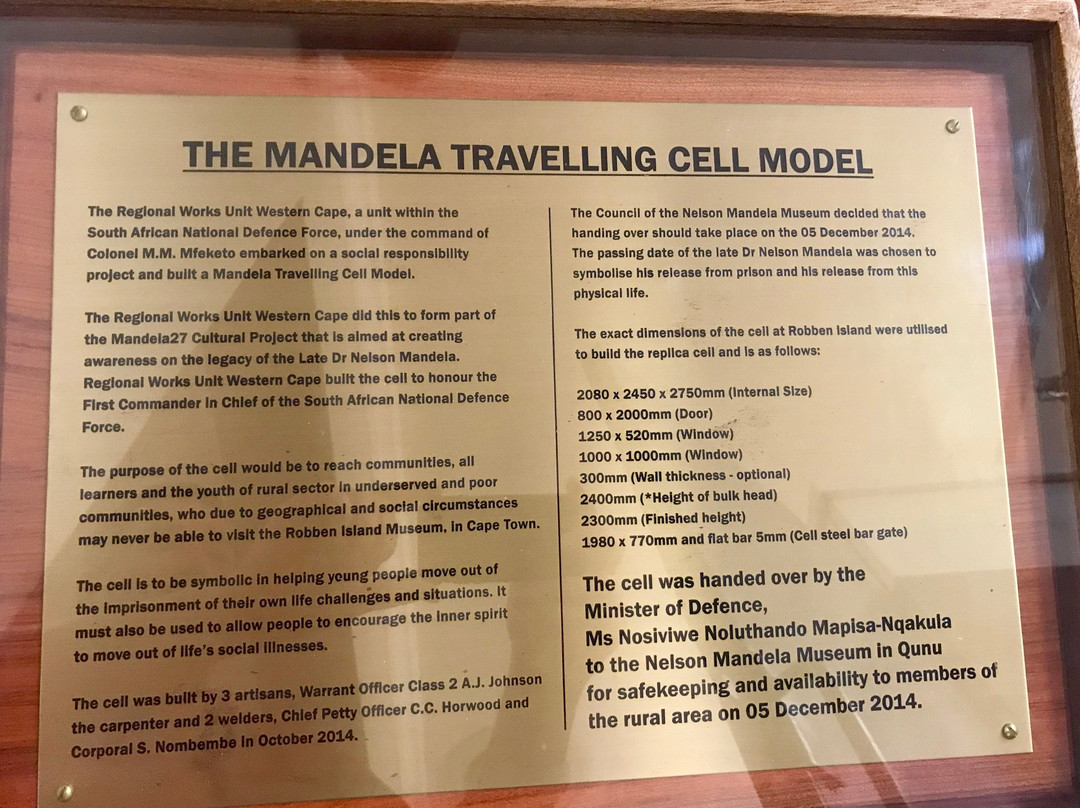 THE MANDELA TRAVELLING CELL MODEL
The Regional Works Unit Western Cape, a unit within the
South African National Defence Force, under the command of
Colonel M.M. Mfeketo embarked on a social responsibility
project and built a Mandela Travelling Cell Model.
The Regional Works Unit Western Cape did this to form part of
the Mandela27 Cultural Project that is aimed at creating
awareness on the legacy of the Late Dr Nelson Mandela.
Regional Works Unit Western Cape built the cell to honour the
First Commander in Chief of the South African National Defence
Force.
The purpose of the cell would be to reach communities, all
learners and the youth of rural sector in underserved and poor
communities, who due to geographical and social circumstances
may never be able to visit the Robben Island Museum, in Cape Town.
The cell is to be symbolic in helping young people move out of
the imprisonment of their own life challenges and situations. It
must also be used to allow people to encourage the inner spirit
to move out of life's social illnesses.
The cell was built by 3 artisans, Warrant Officer Class 2 A.J. Johnson
the carpenter and 2 welders, Chief Petty Officer C.C. Horwood and
Corporal S. Nombembe in October 2014.
The Council of the Nelson Mandela Museum decided that the
handing over should take place on the 05 December 2014.
The passing date of the late Dr Nelson Mandela was chosen to
symbolise his release from prison and his release from this
physical life.
The exact dimensions of the cell at Robben Island were utilised
to build the replica cell and is as follows:
2080 x 2450 x 2750mm (Internal Size)
800 x 2000mm (Door)
1250 x 520mm (Window)
1000 x 1000mm (Window)
300mm (Wall thickness - optional)
2400mm (*Height of bulk head)
2300mm (Finished height)
1980 x 770mm and flat bar 5mm (Cell steel bar gate)
The cell was handed over by the
Minister of Defence,
Ms Nosiviwe Noluthando Mapisa-Nqakula
to the Nelson Mandela Museum in Qunu
for safekeeping and availability to members of
the rural area on 05 December 2014.